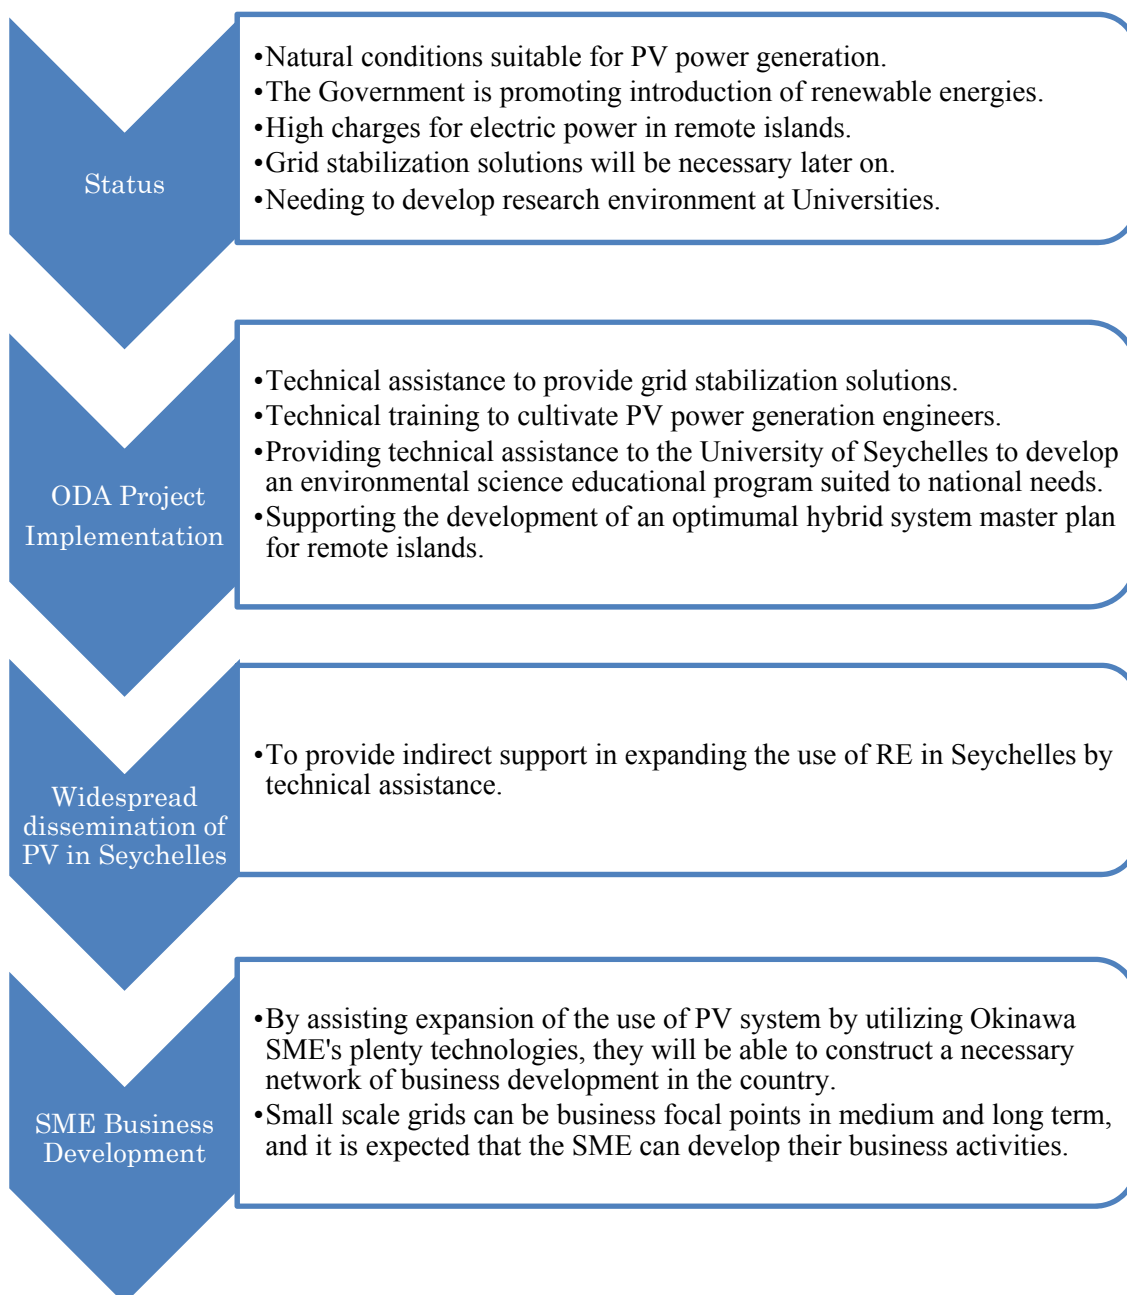 Status
•Natural conditions suitable for PV power generation.
•The Government is promoting introduction of renewable energies.
•High charges for electric power in remote islands.
•Grid stabilization solutions will be necessary later on.
•Needing to develop research environment at Universities.
ODA Project
Implementation
•Technical assistance to provide grid stabilization solutions.
•Technical training to cultivate PV power generation engineers.
•Providing technical assistance to the University of Seychelles to develop
an environmental science educational program suited to national needs.
•Supporting the development of an optimumal hybrid system master plan
for remote islands.
Widespread
dissemination of
PV in Seychelles
•To provide indirect support in expanding the use of RE in Seychelles by
technical assistance.
SME Business
Development
•By assisting expansion of the use of PV system by utilizing Okinawa
SME's plenty technologies, they will be able to construct a necessary
network of business development in the country.
•Small scale grids can be business focal points in medium and long term,
and it is expected that the SME can develop their business activities.